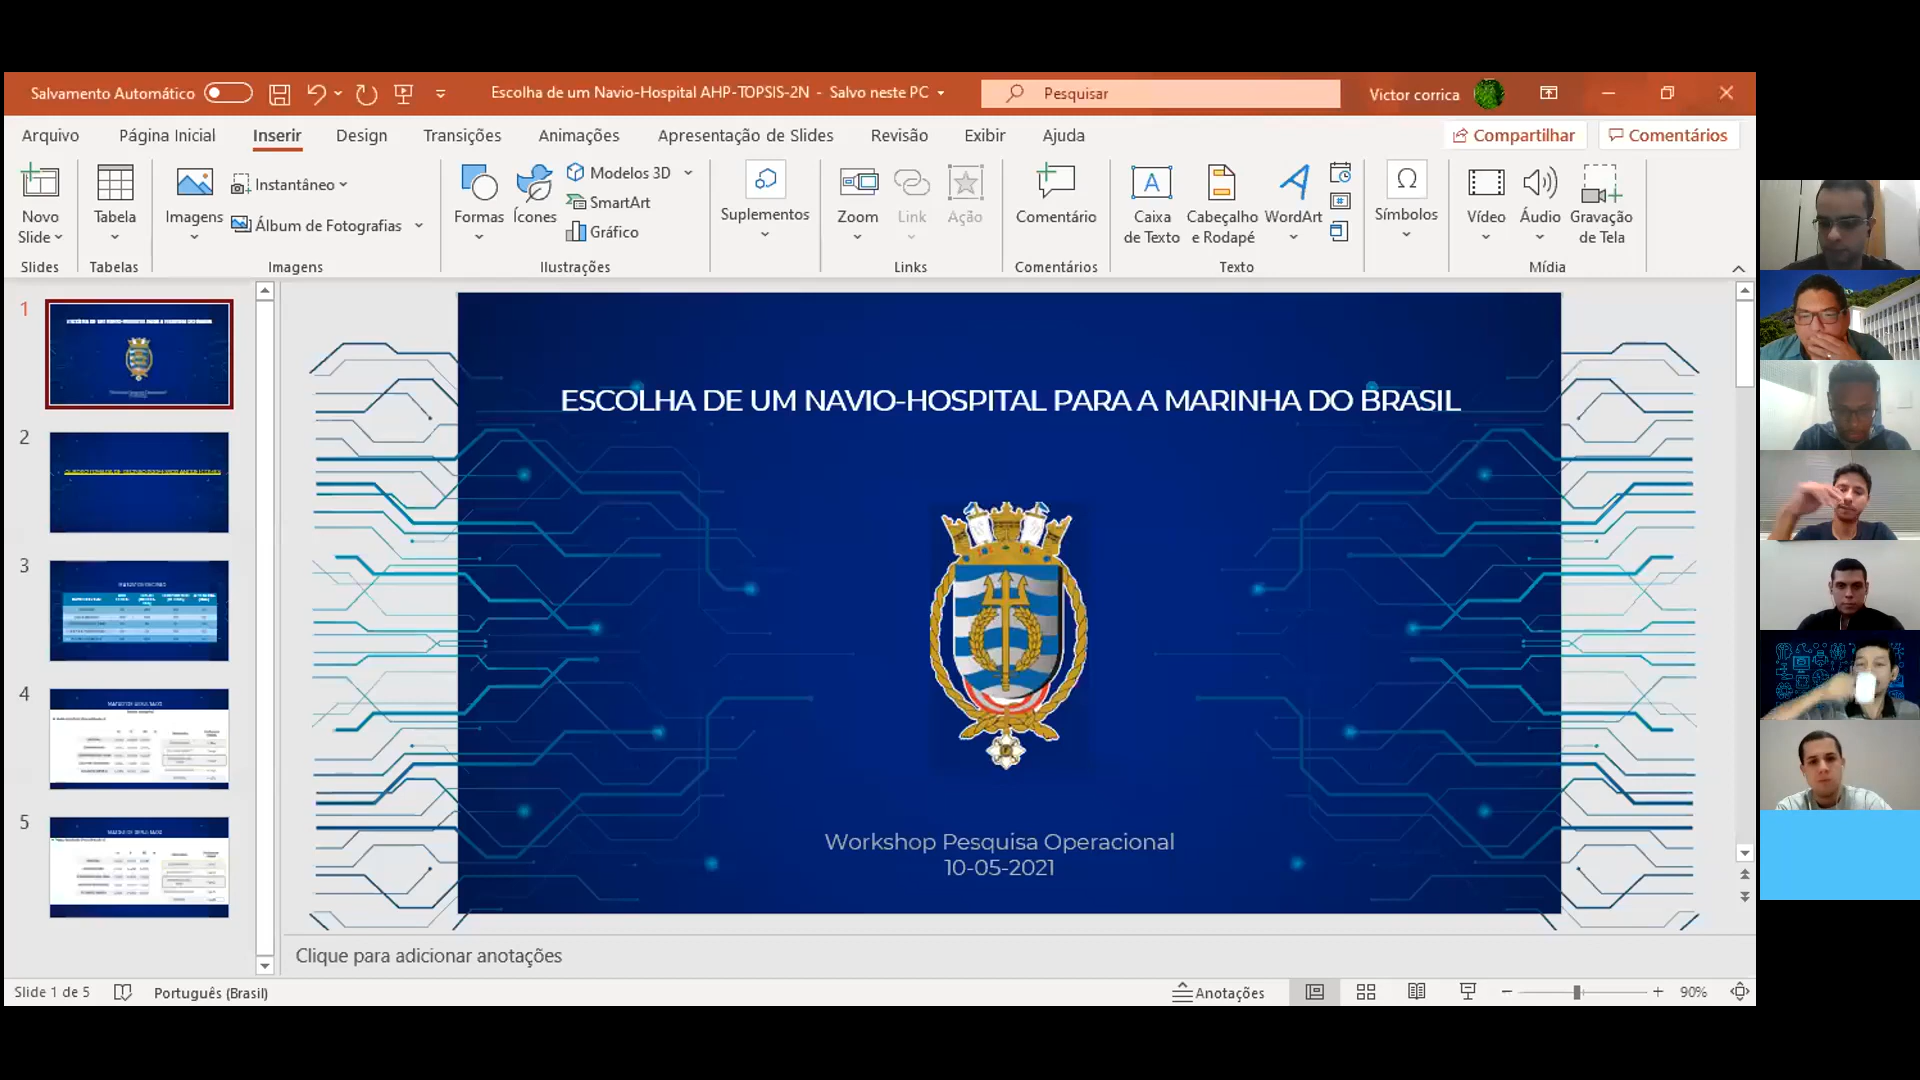 Salvamento Automático
Escolha de um Navio-Hospital AHP-TOPSIS-2N - Salvo neste PC
Pesquisar
Victor corrica
Arquivo
Página Inicial
Inserir
Design
Transições
Animações
Apresentação de Slides
Revisão
Exibir
Ajuda
Compartilhar
Comentários
Novo
Slide
Tabela
Imagens
Instantâneo
Álbum de Fotografias
Formas
Ícones
Modelos 3D
SmartArt
Gráfico
Suplementos
Zoom
Link
Ação
Comentário
Caixa
de Texto
Cabeçalho
e Rodapé
WordArt
Símbolos
Vídeo
Áudio
Gravação
de Tela
Slides
Tabelas
Imagens
Ilustrações
Links
Comentários
Texto
Mídia
1
2
3
4
5
ESCOLHA DE UM NAVIO-HOSPITAL PARA A MARINHA DO BRASIL
Workshop Pesquisa Operacional
10-05-2021
Clique para adicionar anotações
Slide 1 de 5
Português (Brasil)
Anotações
90%